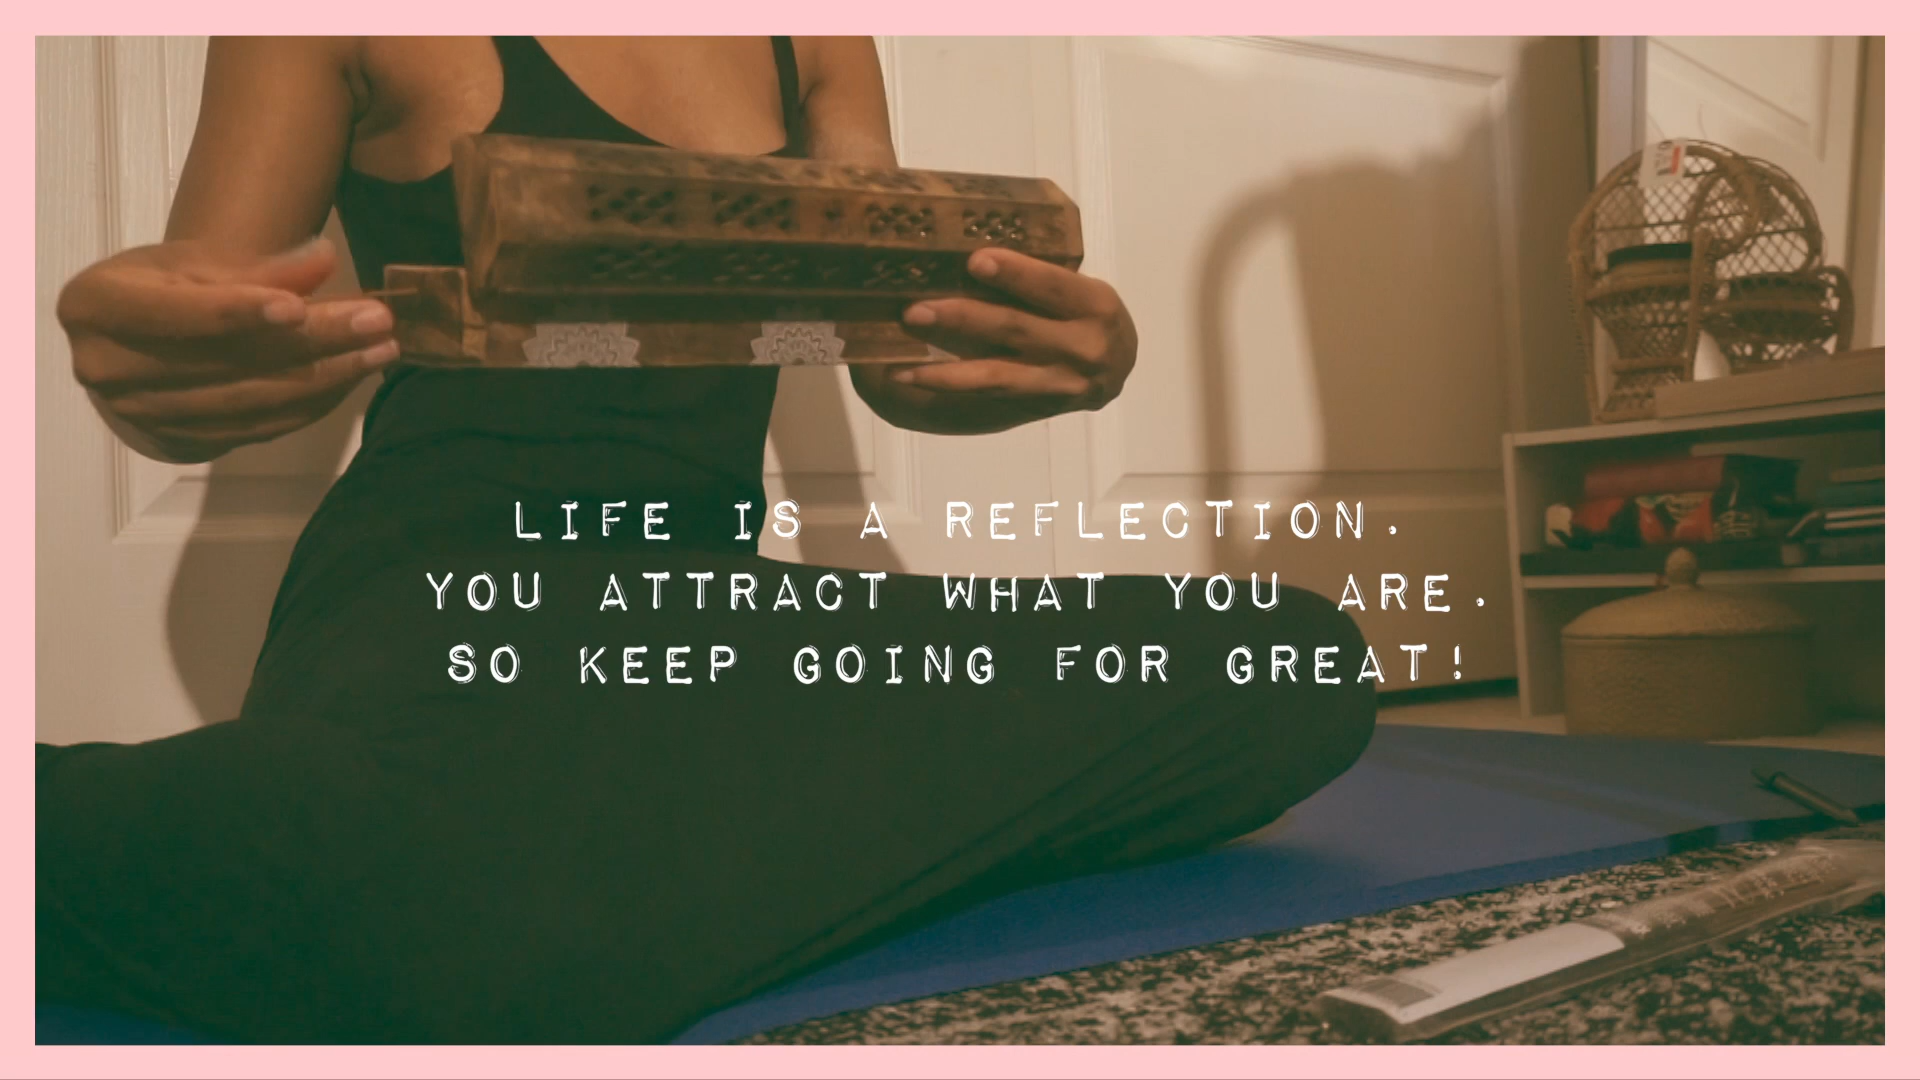 LIFE IS A REFLECTION.
YOU ATTRACT WHAT YOU ARE.
SO KEEP GOING FOR GREAT!